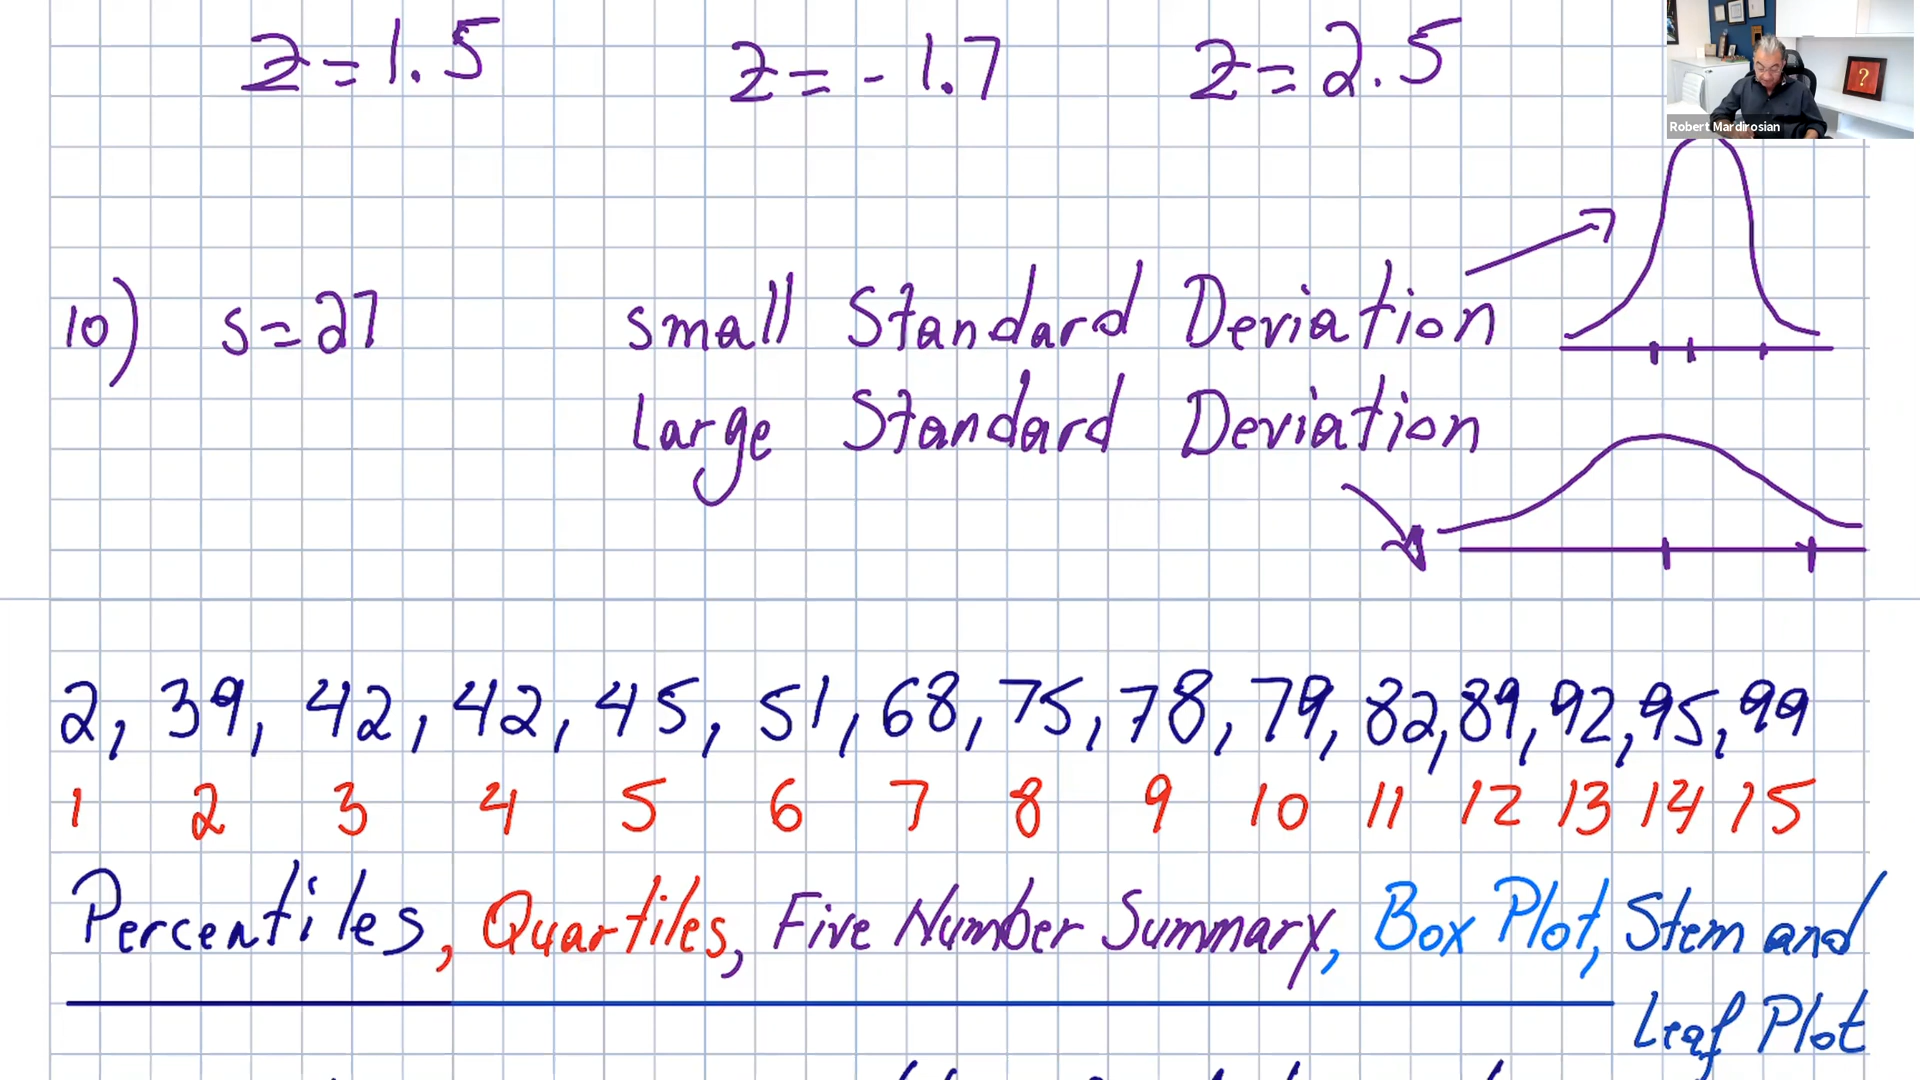 z = 1.5 z = - 1.7 z = 2.5
Robert Mardirosian
?
10) s = 27 small Standard Deviation
Large Standard Deviation
2, 39, 42, 42, 45, 51, 68, 75, 78, 79, 82, 89, 92, 95, 99
1 2 3 4 5 6 7 8 9 10 11 12 13 14 15
Percentiles, Quartiles, Five Number Summary, Box Plot, Stem and
Leaf Plot